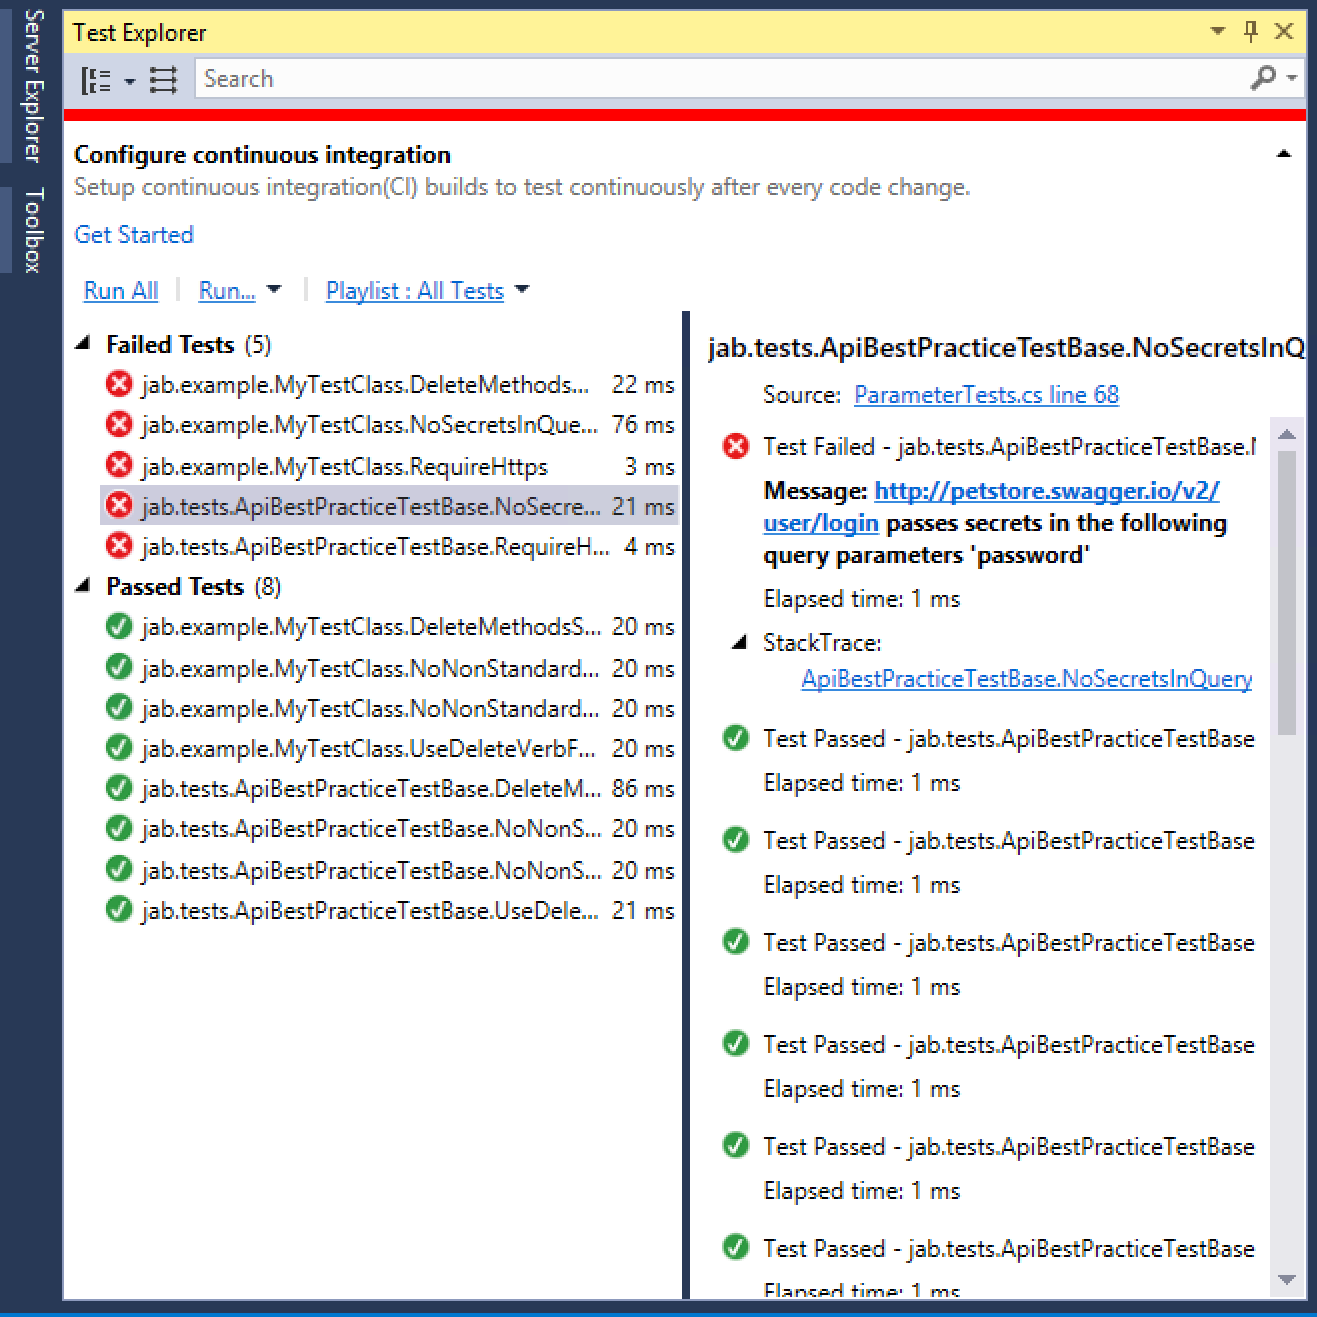 Server Explorer
Toolbox
Test Explorer
Search
Configure continuous integration
Setup continuous integration(CI) builds to test continuously after every code change.
Get Started
Run All
Run...
Playlist : All Tests
Failed Tests (5)
jab.example.MyTestClass.DeleteMethods... 22 ms
jab.example.MyTestClass.NoSecretsInQue... 76 ms
jab.example.MyTestClass.RequireHttps 3 ms
jab.tests.ApiBestPracticeTestBase.NoSecre... 21 ms
jab.tests.ApiBestPracticeTestBase.RequireH... 4 ms
Passed Tests (8)
jab.example.MyTestClass.DeleteMethodsS... 20 ms
jab.example.MyTestClass.NoNonStandard... 20 ms
jab.example.MyTestClass.NoNonStandard... 20 ms
jab.example.MyTestClass.UseDeleteVerbF... 20 ms
jab.tests.ApiBestPracticeTestBase.DeleteM... 86 ms
jab.tests.ApiBestPracticeTestBase.NoNonS... 20 ms
jab.tests.ApiBestPracticeTestBase.NoNonS... 20 ms
jab.tests.ApiBestPracticeTestBase.UseDele... 21 ms
jab.tests.ApiBestPracticeTestBase.NoSecretsInQ
Source: ParameterTests.cs line 68
Test Failed - jab.tests.ApiBestPracticeTestBase.N
Message: http://petstore.swagger.io/v2/
user/login passes secrets in the following
query parameters 'password'
Elapsed time: 1 ms
StackTrace:
ApiBestPracticeTestBase.NoSecretsInQuery
Test Passed - jab.tests.ApiBestPracticeTestBase
Elapsed time: 1 ms
Test Passed - jab.tests.ApiBestPracticeTestBase
Elapsed time: 1 ms
Test Passed - jab.tests.ApiBestPracticeTestBase
Elapsed time: 1 ms
Test Passed - jab.tests.ApiBestPracticeTestBase
Elapsed time: 1 ms
Test Passed - jab.tests.ApiBestPracticeTestBase
Elapsed time: 1 ms
Test Passed - jab.tests.ApiBestPracticeTestBase
Elapsed time: 1 ms